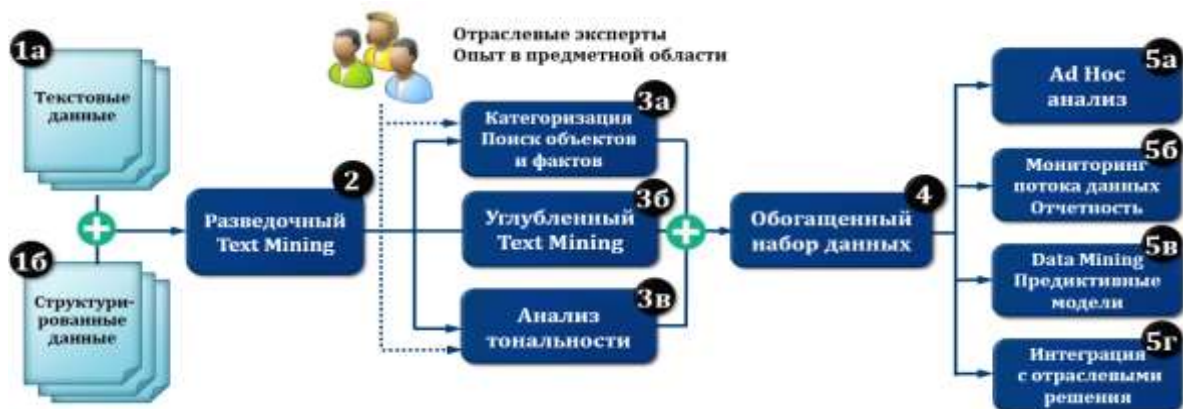 1а
Текстовые
данные
1б
Структури-
рованные
данные
2
Разведочный
Text Mining
Отраслевые эксперты
Опыт в предметной области
3а
Категоризация
Поиск объектов
и фактов
3б
Углубленный
Text Mining
3в
Анализ
тональности
4
Обогащенный
набор данных
5а
Ad Hoc
анализ
5б
Мониторинг
потока данных
Отчетность
5в
Data Mining
Предиктивные
модели
5г
Интеграция
с отраслевыми
решения